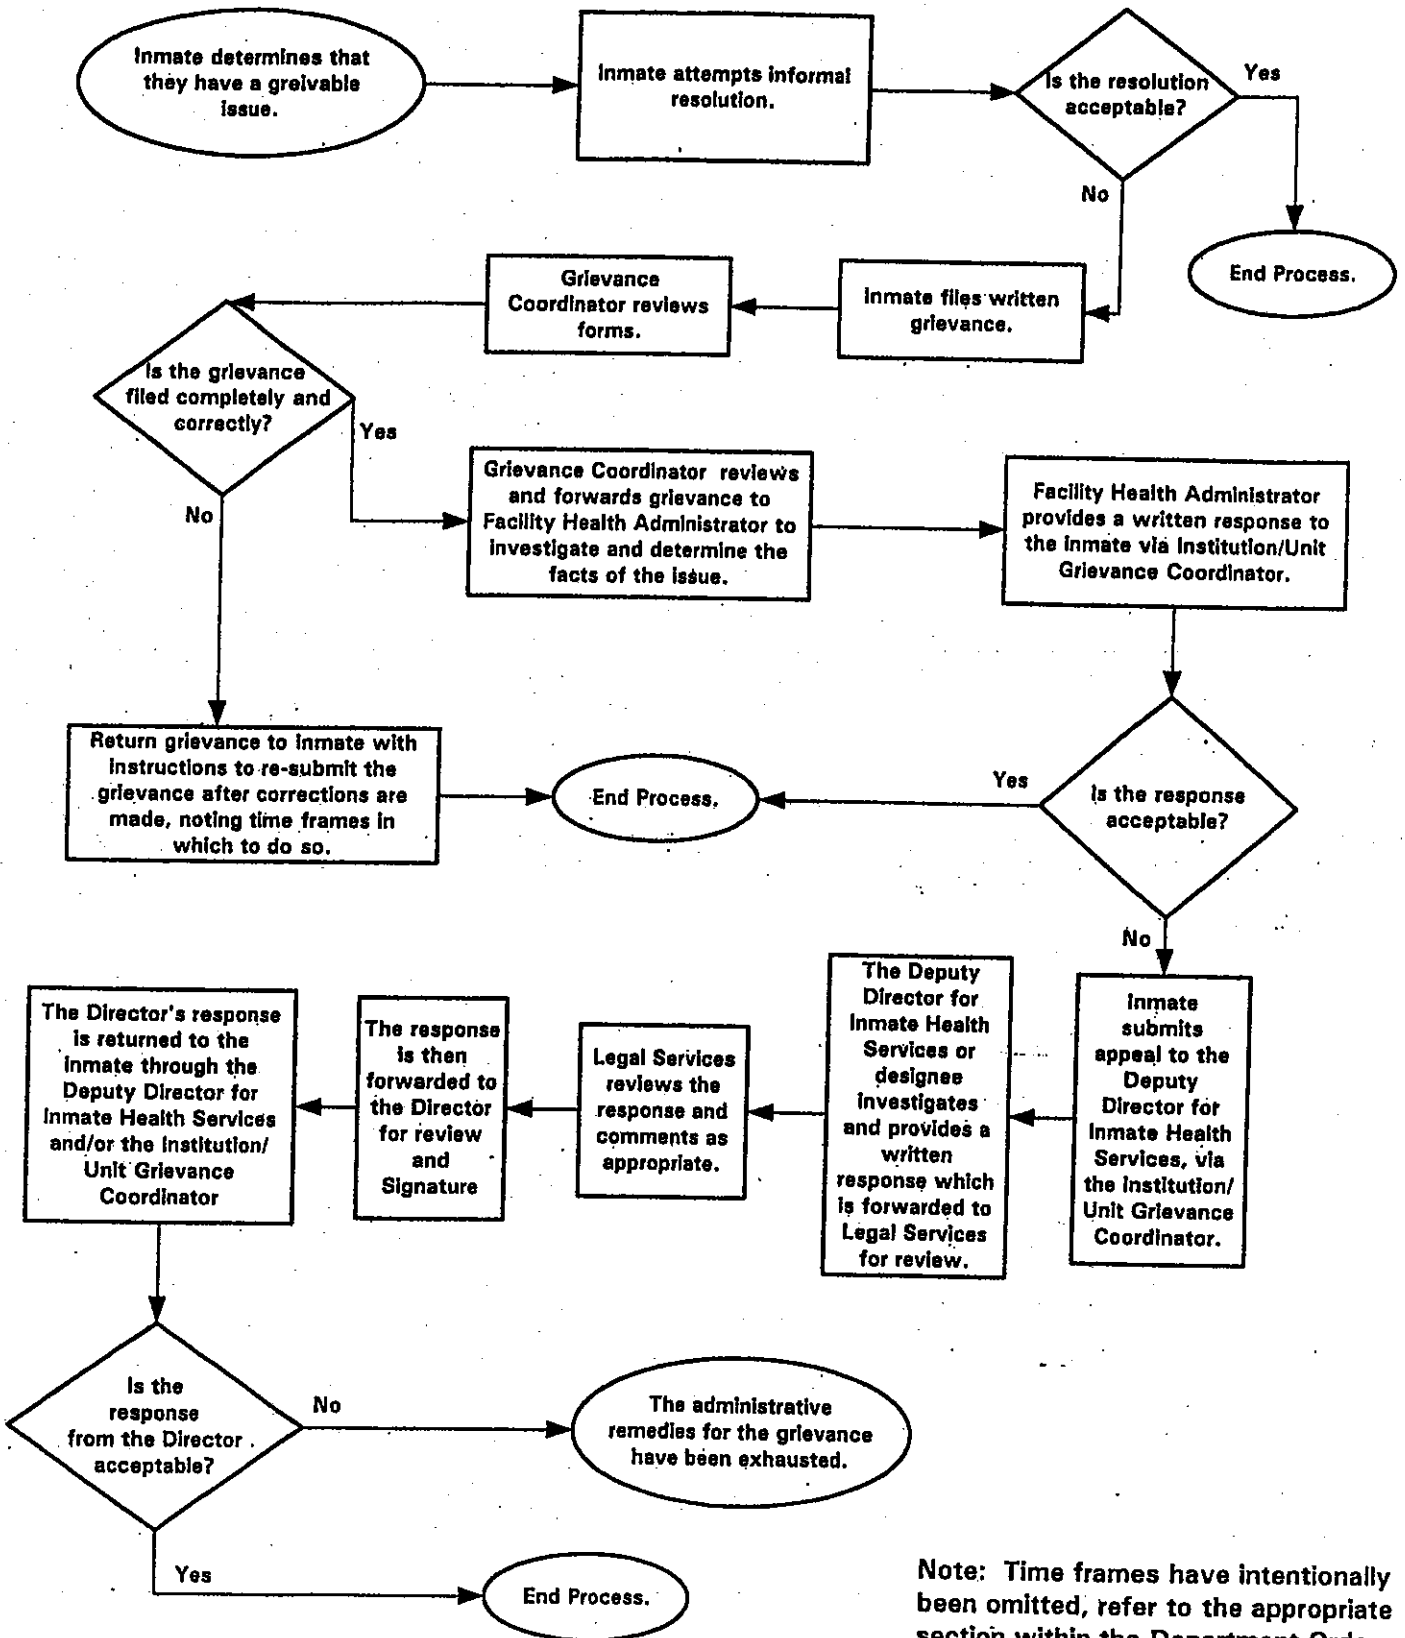 Inmate determines that
they have a greivable
issue.
Inmate attempts informal
resolution.
Is the resolution
acceptable?
Yes
No
End Process.
Inmate files written
grievance.
Grievance
Coordinator reviews
forms.
Is the grievance
filed completely and
correctly?
Yes
No
Grievance Coordinator reviews
and forwards grievance to
Facility Health Administrator to
investigate and determine the
facts of the issue.
Facility Health Administrator
provides a written response to
the inmate via Institution/Unit
Grievance Coordinator.
Return grievance to inmate with
instructions to re-submit the
grievance after corrections are
made, noting time frames in
which to do so.
End Process.
Yes
Is the response
acceptable?
No
Inmate
submits
appeal to the
Deputy
Director for
Inmate Health
Services, via
the Institution/
Unit Grievance
Coordinator.
The Deputy
Director for
Inmate Health
Services or
designee
investigates
and provides a
written
response which
is forwarded to
Legal Services
for review.
Legal Services
reviews the
response and
comments as
appropriate.
The response
is then
forwarded to
the Director
for review
and
Signature
The Director's response
is returned to the
inmate through the
Deputy Director for
Inmate Health Services
and/or the Institution/
Unit Grievance
Coordinator
Is the
response
from the Director
acceptable?
No
The administrative
remedies for the grievance
have been exhausted.
Yes
End Process.
Note: Time frames have intentionally
been omitted, refer to the appropriate
section within the Department